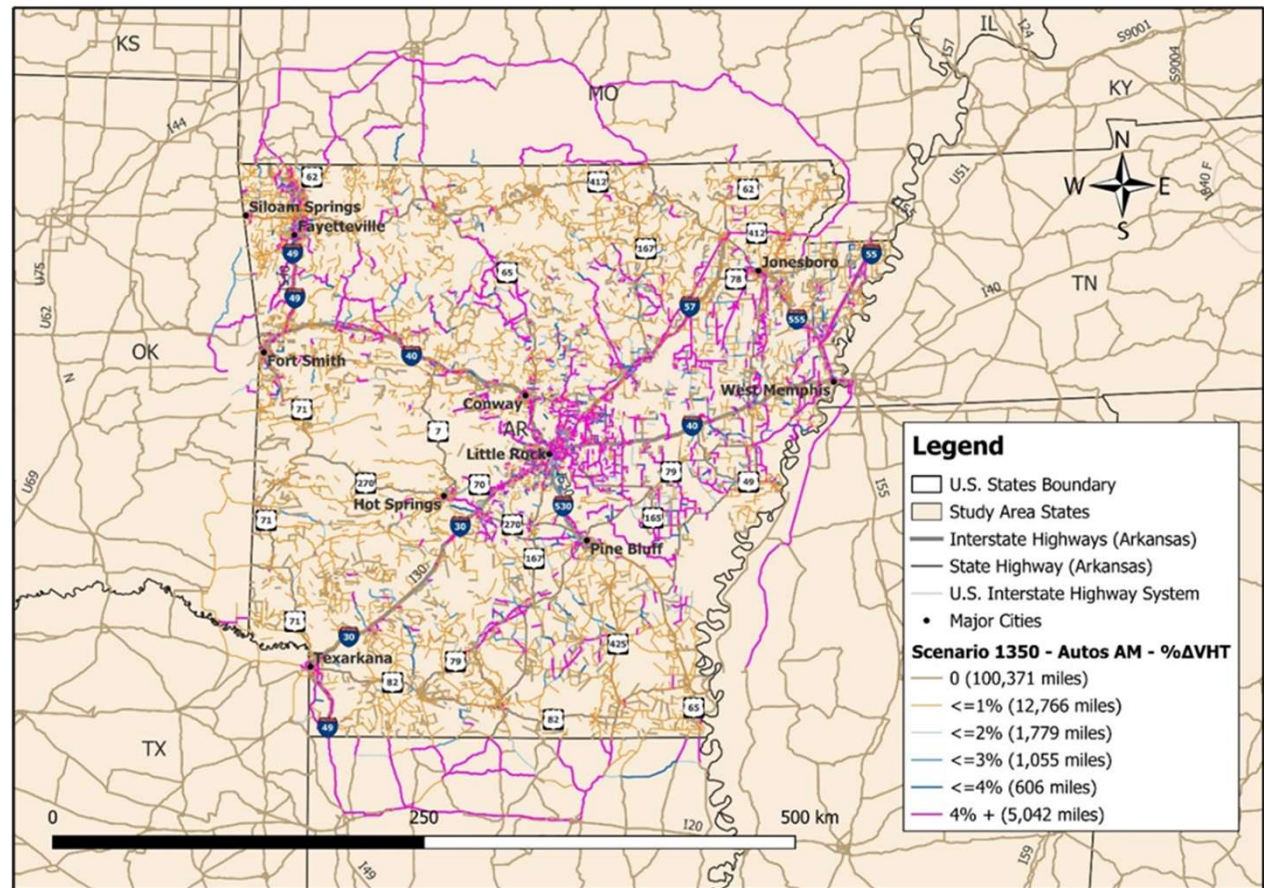 KS
MO
IL
I24
I57
S9001
S9004
KY
I44
U51
N
W E
S
62
412
62
Siloam Springs
Fayetteville
412
167
49
55
Jonesboro
65
78
TN
U75
49
57
I40
555
U62
OK
Fort Smith
40
West Memphis
N
Conway
71
7
AR
40
Little Rock
79
U69
270
70
49
I55
Hot Springs
530
165
71
30
270
Pine Bluff
167
I30
71
30
425
Texarkana
79
82
65
82
49
TX
0 250 500 km
I20
I49
I59
Legend
U.S. States Boundary
Study Area States
Interstate Highways (Arkansas)
State Highway (Arkansas)
U.S. Interstate Highway System
Major Cities
Scenario 1350 - Autos AM - %ΔVHT
0 (100,371 miles)
<=1% (12,766 miles)
<=2% (1,779 miles)
<=3% (1,055 miles)
<=4% (606 miles)
4% + (5,042 miles)